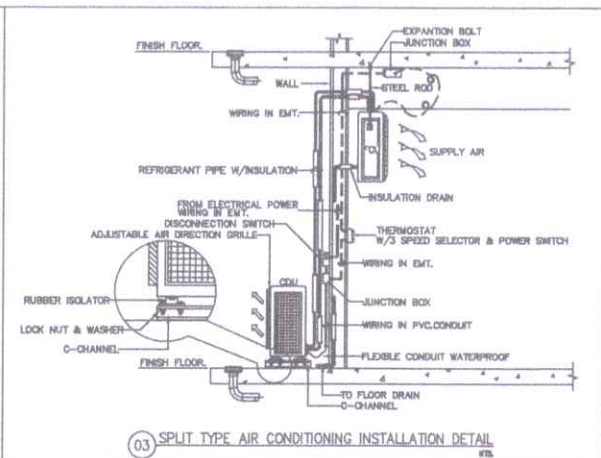 EXPANTION BOLT
JUNCTION BOX
FINISH FLOOR.
WALL
STEEL ROD
WIRING IN EMT.
FCU
SUPPLY AIR
REFRIGERANT PIPE W/INSULATION
INSULATION DRAIN
FROM ELECTRICAL POWER
WIRING IN EMT.
DISCONNECTION SWITCH
THERMOSTAT
W/3 SPEED SELECTOR & POWER SWITCH
ADJUSTABLE AIR DIRECTION GRILLE
WIRING IN EMT.
CDU
RUBBER ISOLATOR
JUNCTION BOX
LOCK NUT & WASHER
WIRING IN PVC.CONDUIT
C-CHANNEL
FLEXIBLE CONDUIT WATERPROOF
FINISH FLOOR.
TO FLOOR DRAIN
C-CHANNEL
03 SPLIT TYPE AIR CONDITIONING INSTALLATION DETAIL